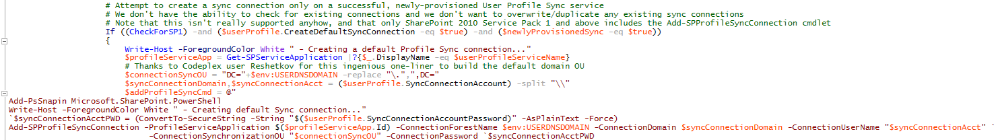 # Attempt to create a sync connection only on a successful, newly-provisioned User Profile Sync service
# We don't have the ability to check for existing connections and we don't want to overwrite/duplicate any existing sync connections
# Note that this isn't really supported anyhow, and that only SharePoint 2010 Service Pack 1 and above includes the Add-SPProfileSyncConnection cmdlet
If ((CheckForSP1) -and ($userProfile.CreateDefaultSyncConnection -eq $true) -and ($newlyProvisionedSync -eq $true))
{
Write-Host -ForegroundColor White " - Creating a default Profile Sync connection..."
$profileServiceApp = Get-SPServiceApplication |?{$_.DisplayName -eq $userProfileServiceName}
# Thanks to Codeplex user Reshetkov for this ingenious one-liner to build the default domain OU
$connectionSyncOU = "DC="+$env:USERDNSDOMAIN -replace "\.",",DC="
$syncConnectionDomain,$syncConnectionAcct = ($userProfile.SyncConnectionAccount) -split "\\"
$addProfileSyncCmd = @"
Add-PsSnapin Microsoft.SharePoint.PowerShell
Write-Host -ForegroundColor White " - Creating default Sync connection..."
`$syncConnectionAcctPWD = (ConvertTo-SecureString -String "$($userProfile.SyncConnectionAccountPassword)" -AsPlainText -Force)
Add-SPProfileSyncConnection -ProfileServiceApplication $($profileServiceApp.Id) -ConnectionForestName $env:USERDNSDOMAIN -ConnectionDomain $syncConnectionDomain -ConnectionUserName "$syncConnectionAcct" `
-ConnectionSynchronizationOU "$connectionSyncOU" -ConnectionPassword `$syncConnectionAcctPWD